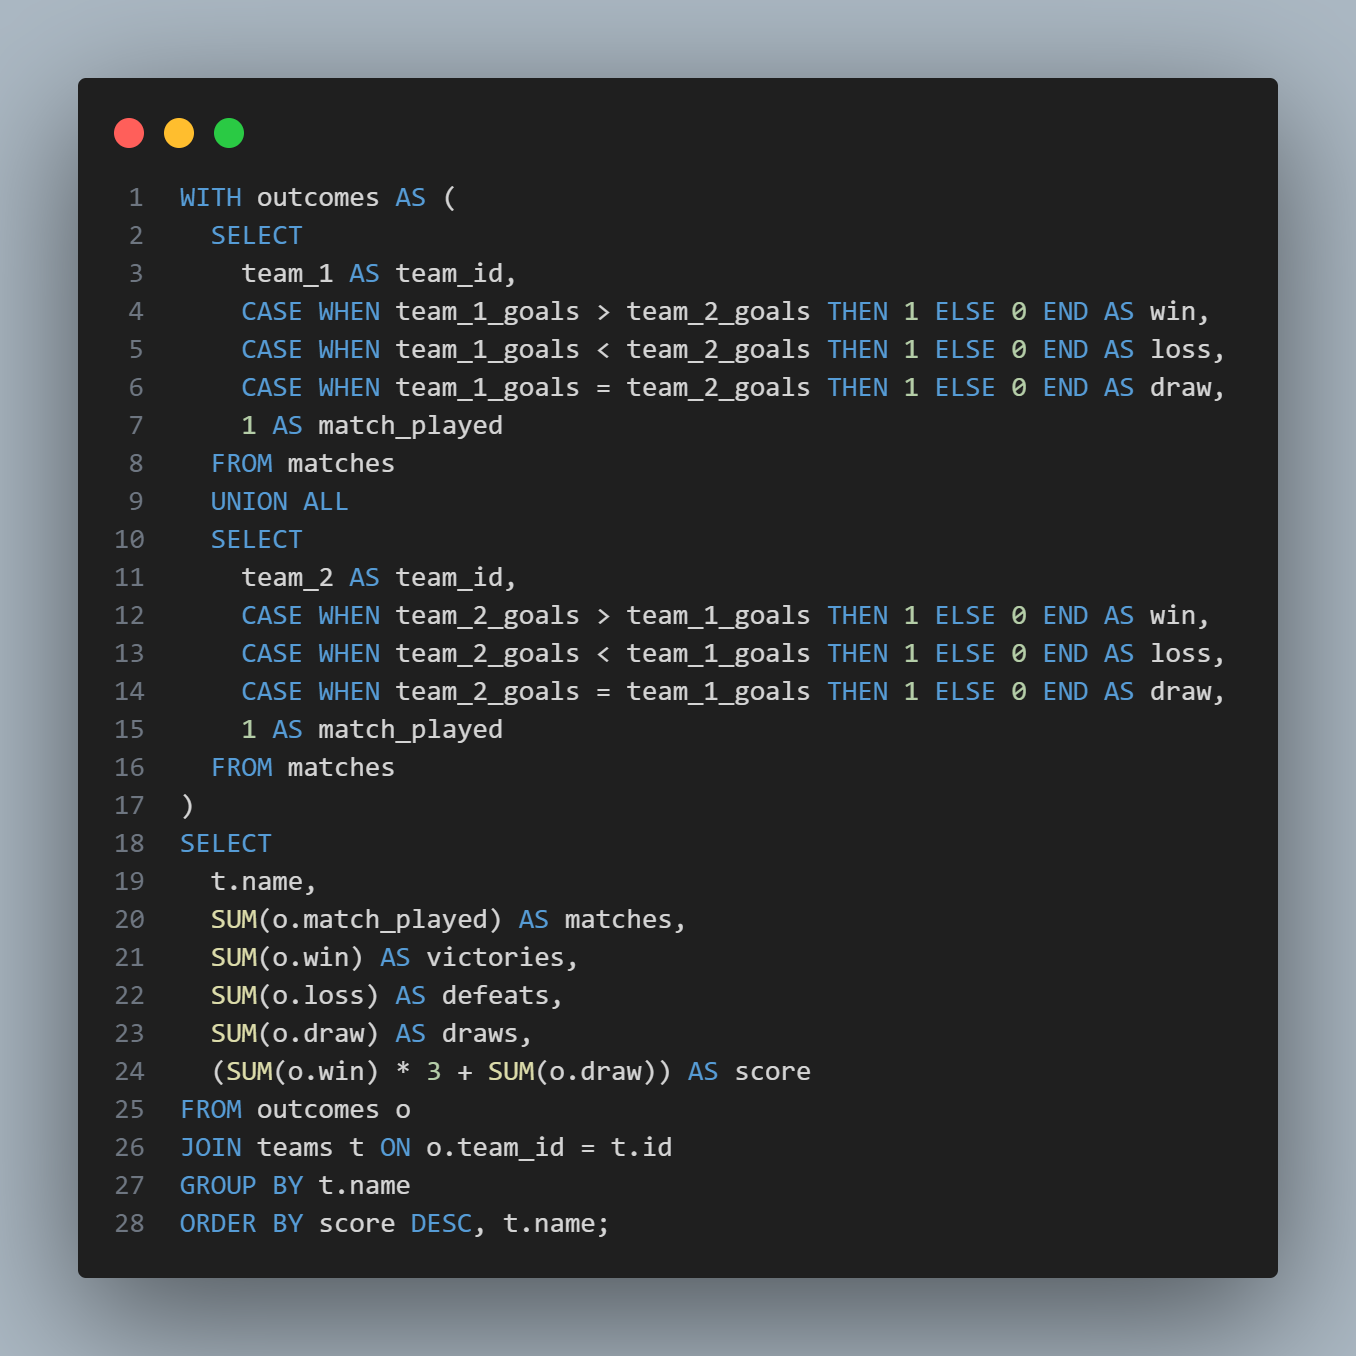 1 WITH outcomes AS (
2   SELECT
3     team_1 AS team_id,
4     CASE WHEN team_1_goals > team_2_goals THEN 1 ELSE 0 END AS win,
5     CASE WHEN team_1_goals < team_2_goals THEN 1 ELSE 0 END AS loss,
6     CASE WHEN team_1_goals = team_2_goals THEN 1 ELSE 0 END AS draw,
7     1 AS match_played
8   FROM matches
9   UNION ALL
10   SELECT
11     team_2 AS team_id,
12     CASE WHEN team_2_goals > team_1_goals THEN 1 ELSE 0 END AS win,
13     CASE WHEN team_2_goals < team_1_goals THEN 1 ELSE 0 END AS loss,
14     CASE WHEN team_2_goals = team_1_goals THEN 1 ELSE 0 END AS draw,
15     1 AS match_played
16   FROM matches
17 )
18 SELECT
19   t.name,
20   SUM(o.match_played) AS matches,
21   SUM(o.win) AS victories,
22   SUM(o.loss) AS defeats,
23   SUM(o.draw) AS draws,
24   (SUM(o.win) * 3 + SUM(o.draw)) AS score
25 FROM outcomes o
26 JOIN teams t ON o.team_id = t.id
27 GROUP BY t.name
28 ORDER BY score DESC, t.name;